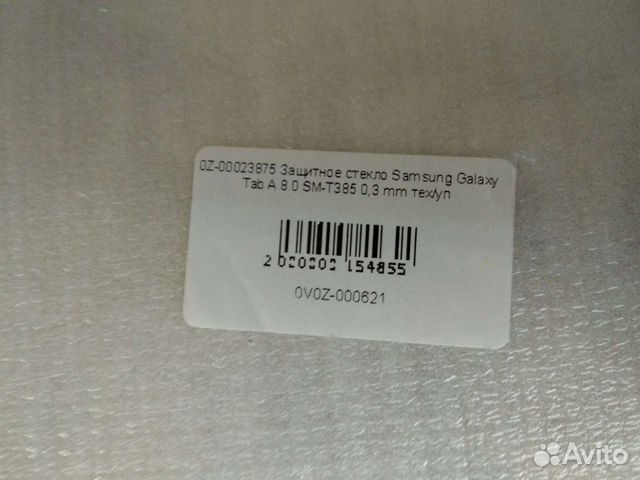 0Z-00023875 Защитное стекло Samsung Galaxy
Tab A 8.0 SM-T385 0,3 mm тех/уп
2 000000 154855
0V0Z-000621
Avito